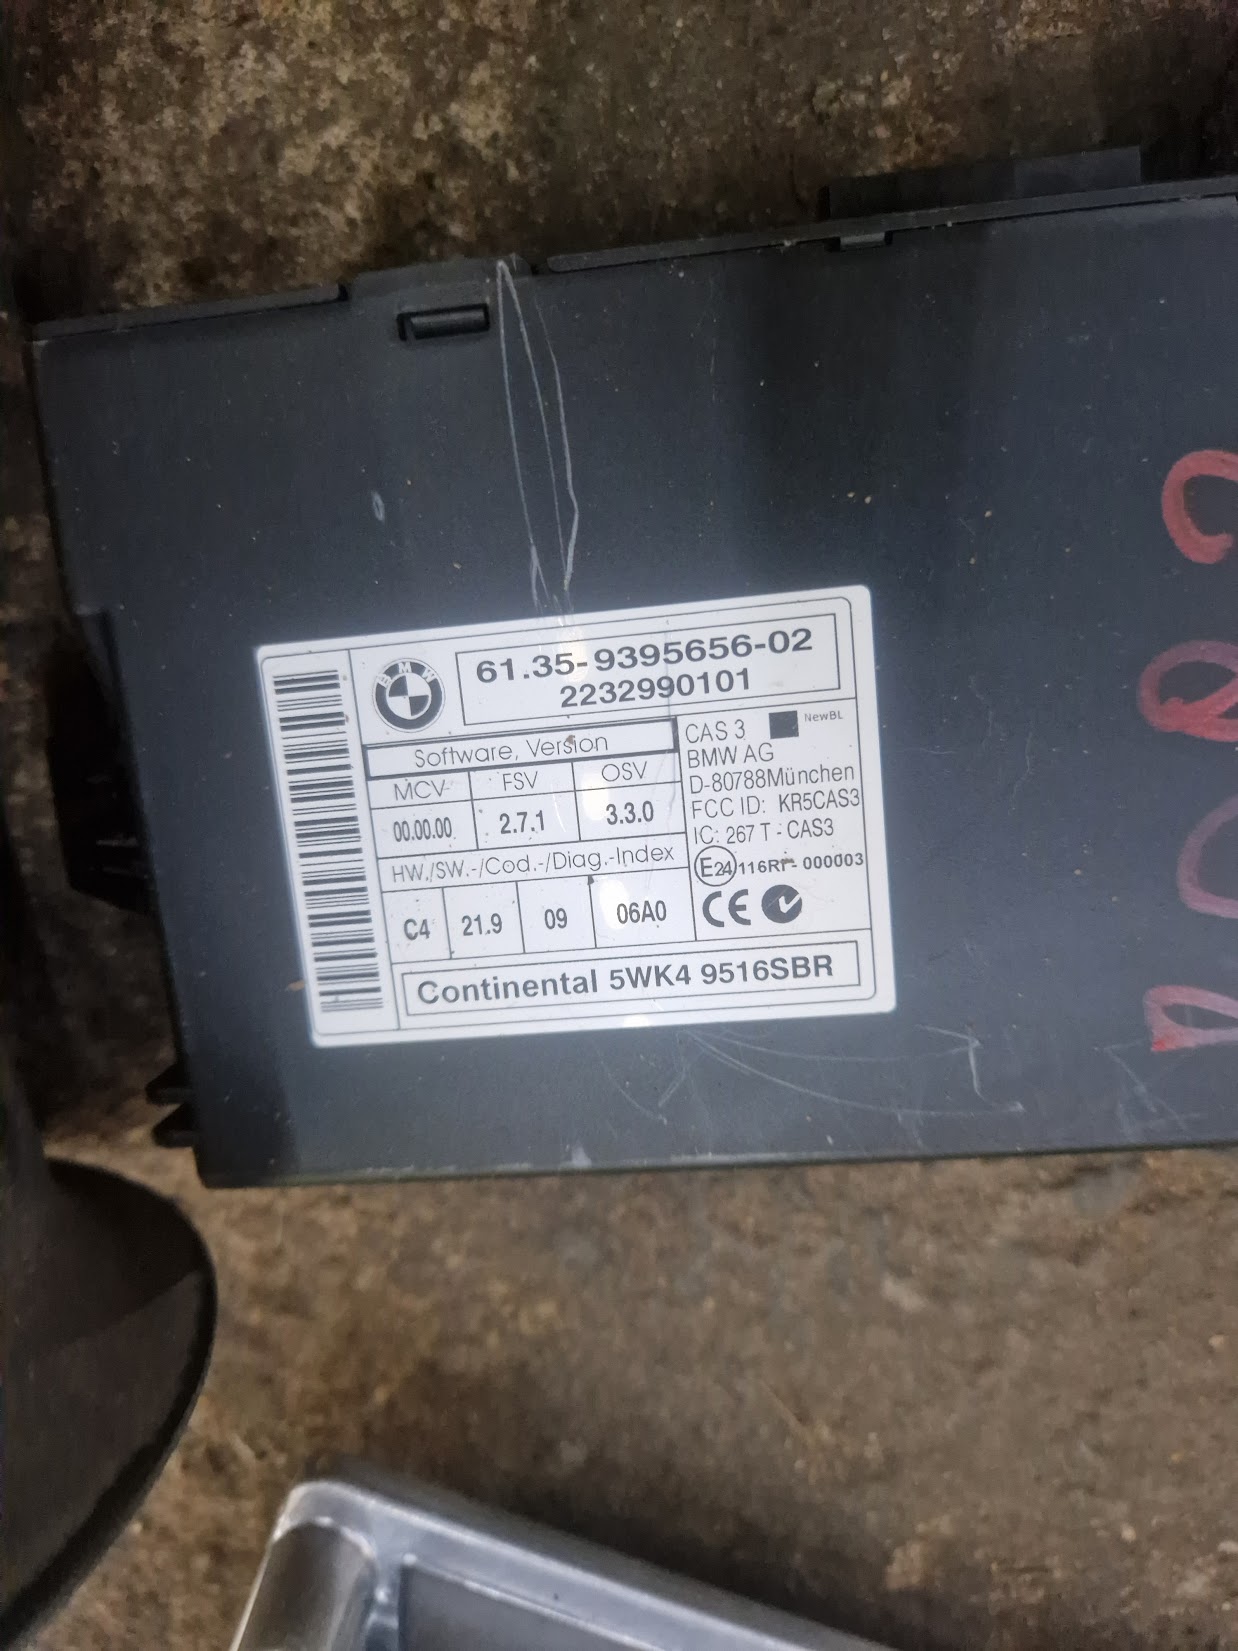 BMW
61.35-9395656-02
2232990101
Software, Version
MCV FSV OSV
00.00.00 2.7.1 3.3.0
HW./SW.-/Cod.-/Diag.-Index
C4 21.9 09 06A0
CAS 3 NewBL
BMW AG
D-80788München
FCC ID: KR5CAS3
IC: 267 T - CAS3
E24 116RI- 000003
CE
Continental 5WK4 9516SBR